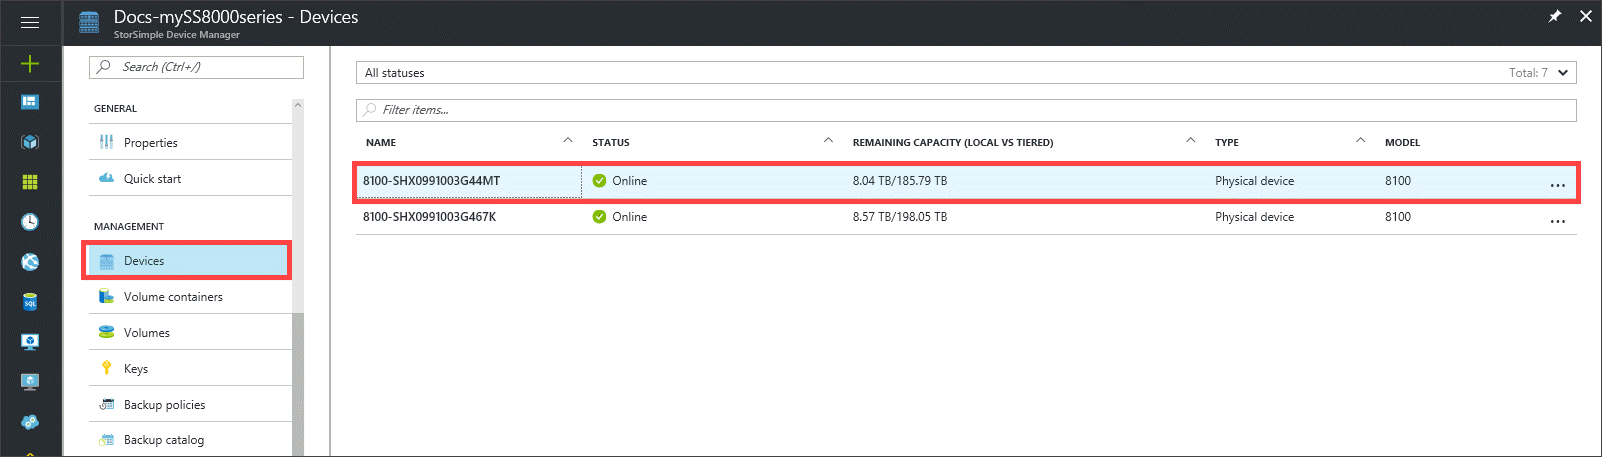 Docs-mySS8000series - Devices
StorSimple Device Manager
Search (Ctrl+/)
GENERAL
Properties
Quick start
MANAGEMENT
Devices
Volume containers
Volumes
Keys
Backup policies
Backup catalog
All statuses Total: 7
Filter items...
NAME STATUS REMAINING CAPACITY (LOCAL VS TIERED) TYPE MODEL
8100-SHX0991003G44MT Online 8.04 TB/185.79 TB Physical device 8100 ...
8100-SHX0991003G467K Online 8.57 TB/198.05 TB Physical device 8100 ...
SQL